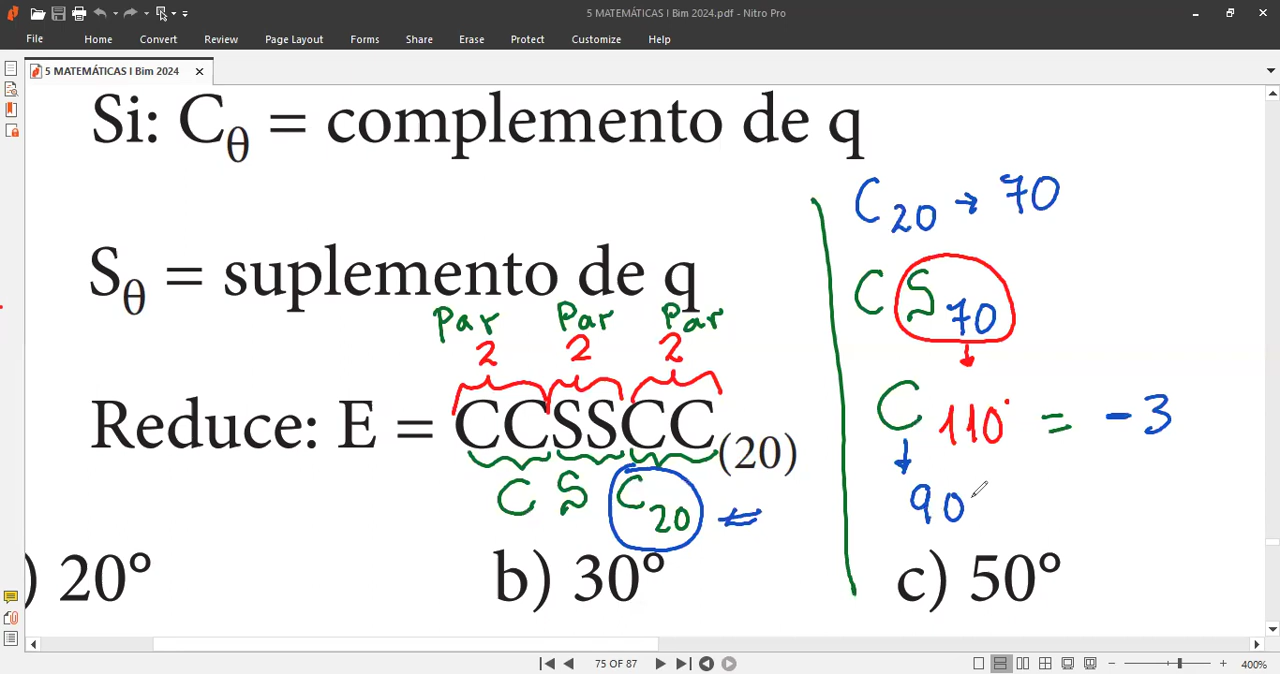 5 MATEMÁTICAS I Bim 2024.pdf - Nitro Pro
File Home Convert Review Page Layout Forms Share Erase Protect Customize Help
5 MATEMÁTICAS I Bim 2024
Si: Cθ = complemento de q
C20 → 70
Sθ = suplemento de q
C S70
Par Par Par
2 2 2
Reduce: E = CCSSCC(20)
C S C20
C 110° = -3
90
) 20° b) 30° c) 50°
75 OF 87
400%